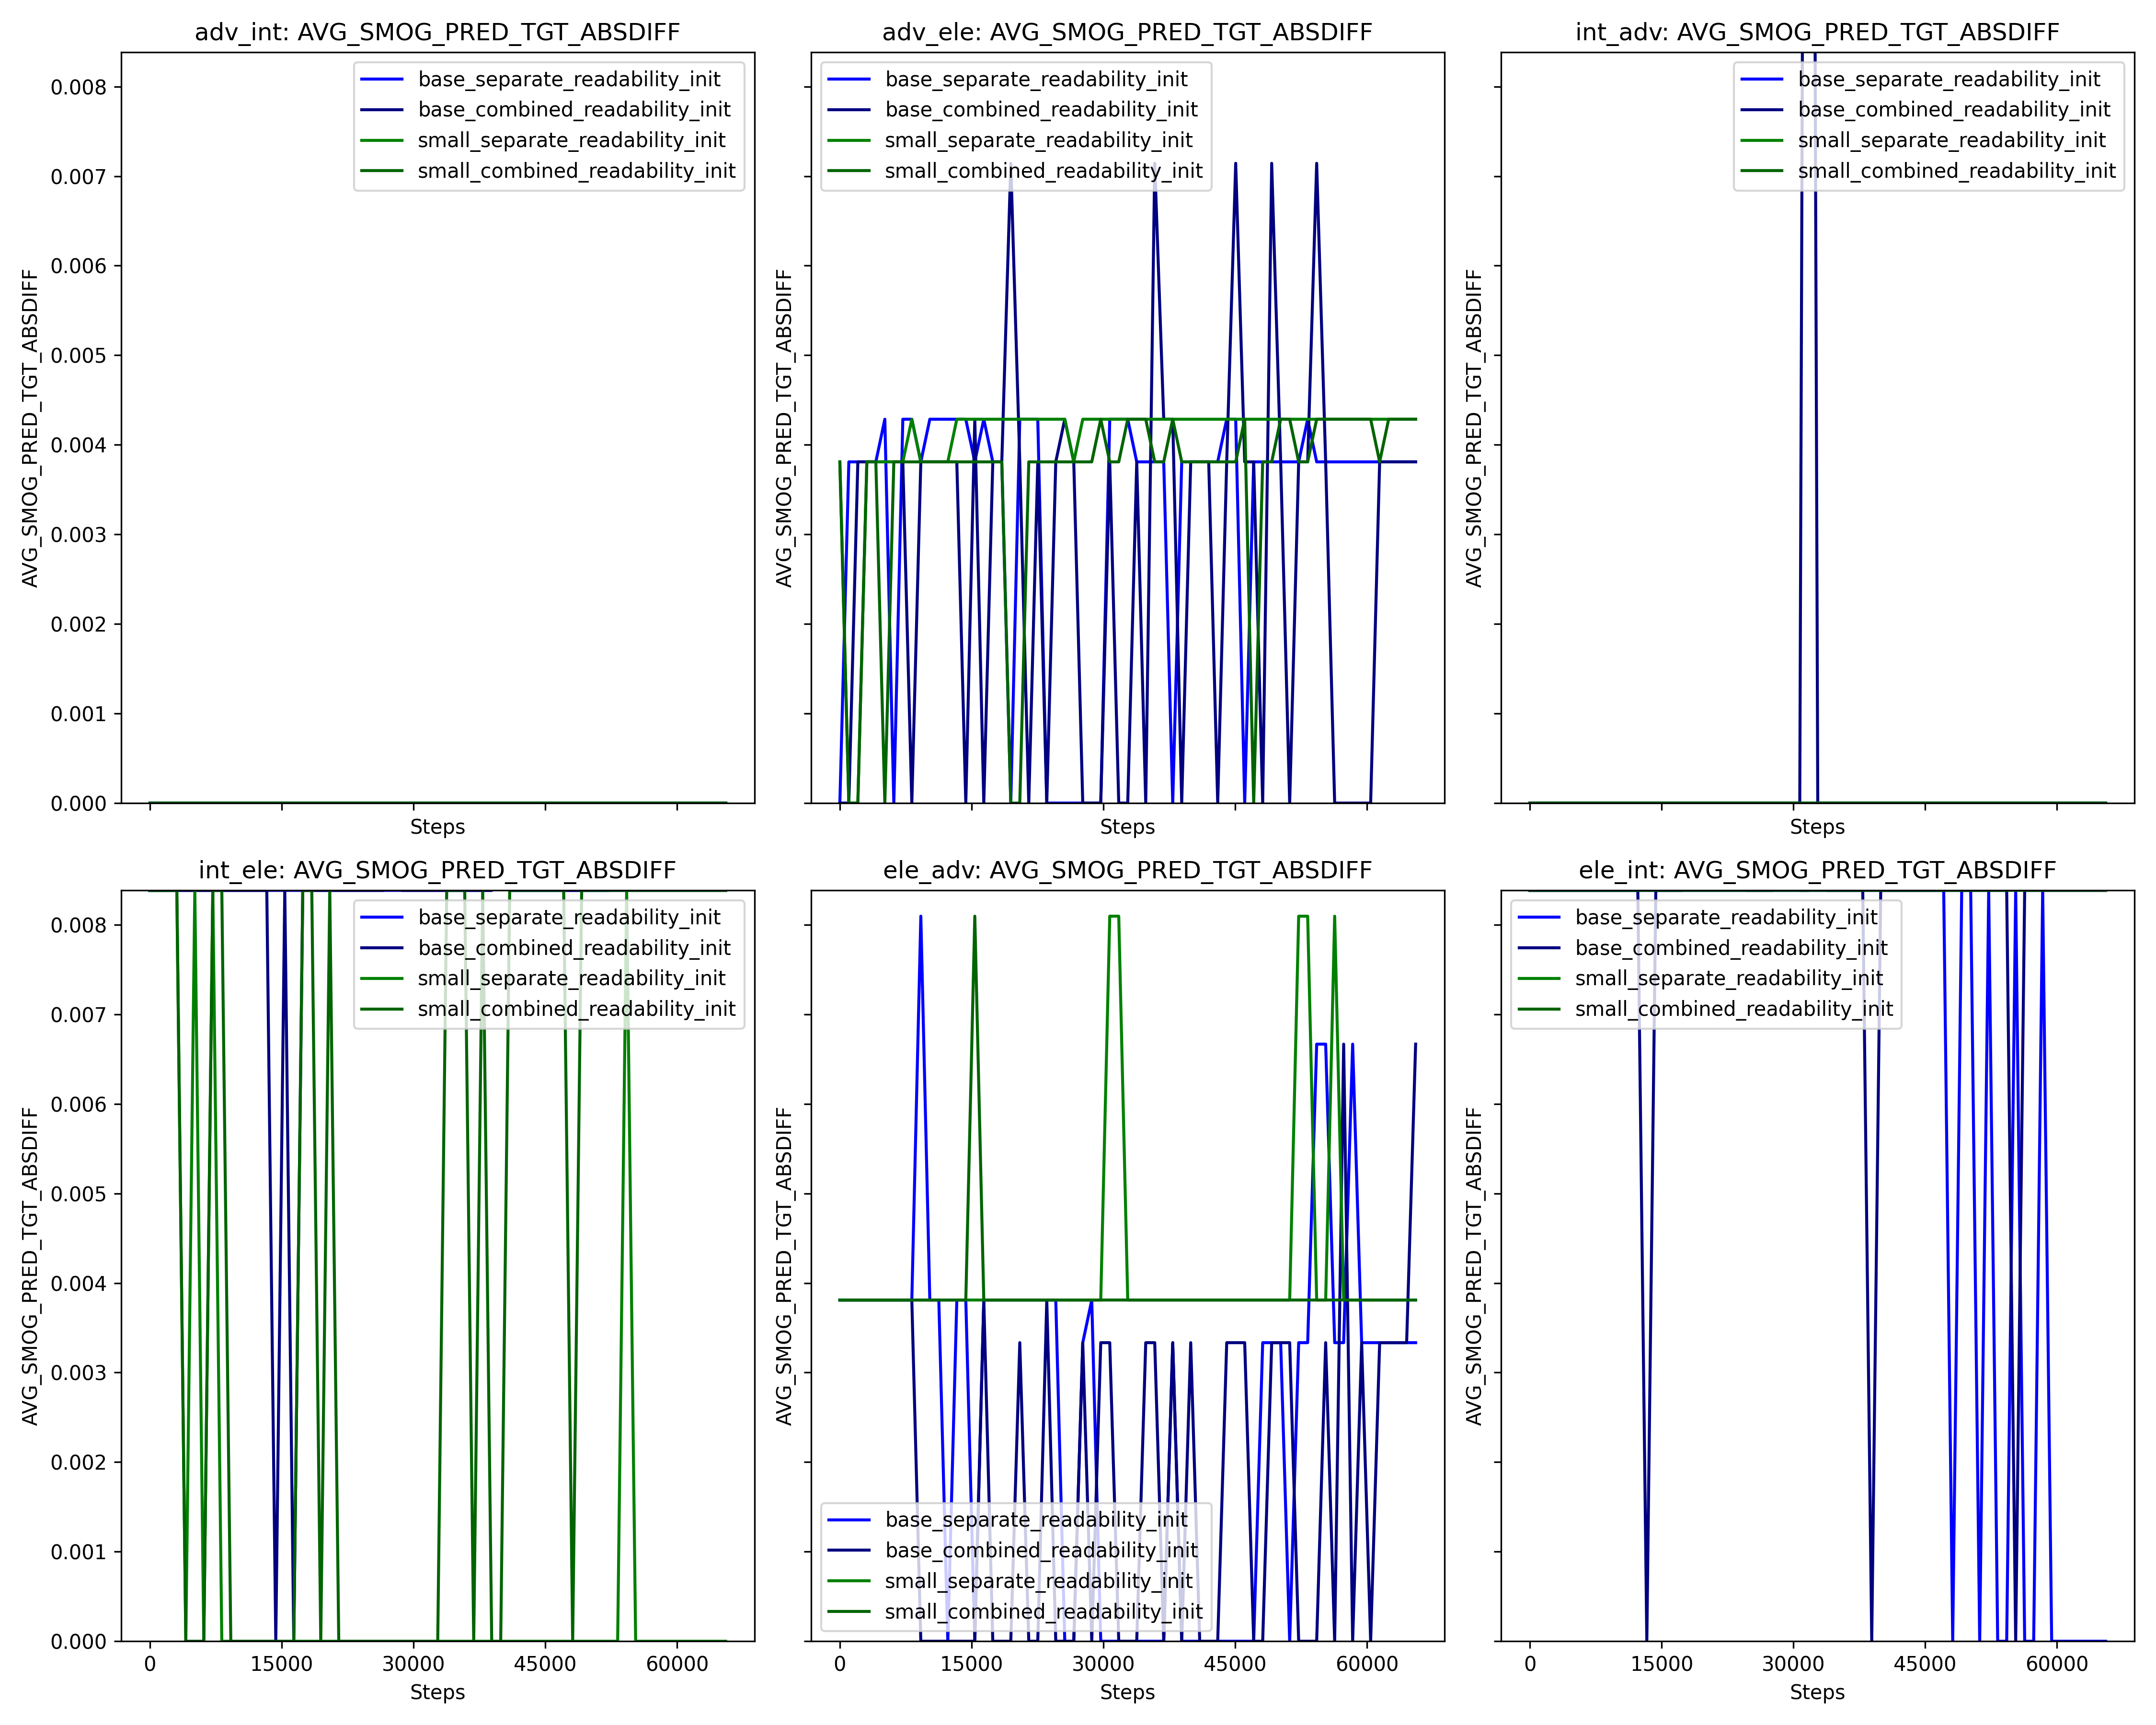 adv_int: AVG_SMOG_PRED_TGT_ABSDIFF
AVG_SMOG_PRED_TGT_ABSDIFF
0.008
0.007
0.006
0.005
0.004
0.003
0.002
0.001
0.000
base_separate_readability_init
base_combined_readability_init
small_separate_readability_init
small_combined_readability_init
Steps
adv_ele: AVG_SMOG_PRED_TGT_ABSDIFF
AVG_SMOG_PRED_TGT_ABSDIFF
base_separate_readability_init
base_combined_readability_init
small_separate_readability_init
small_combined_readability_init
Steps
int_adv: AVG_SMOG_PRED_TGT_ABSDIFF
AVG_SMOG_PRED_TGT_ABSDIFF
base_separate_readability_init
base_combined_readability_init
small_separate_readability_init
small_combined_readability_init
Steps
int_ele: AVG_SMOG_PRED_TGT_ABSDIFF
AVG_SMOG_PRED_TGT_ABSDIFF
0.008
0.007
0.006
0.005
0.004
0.003
0.002
0.001
0.000
base_separate_readability_init
base_combined_readability_init
small_separate_readability_init
small_combined_readability_init
0 15000 30000 45000 60000
Steps
ele_adv: AVG_SMOG_PRED_TGT_ABSDIFF
AVG_SMOG_PRED_TGT_ABSDIFF
base_separate_readability_init
base_combined_readability_init
small_separate_readability_init
small_combined_readability_init
0 15000 30000 45000 60000
Steps
ele_int: AVG_SMOG_PRED_TGT_ABSDIFF
AVG_SMOG_PRED_TGT_ABSDIFF
base_separate_readability_init
base_combined_readability_init
small_separate_readability_init
small_combined_readability_init
0 15000 30000 45000 60000
Steps